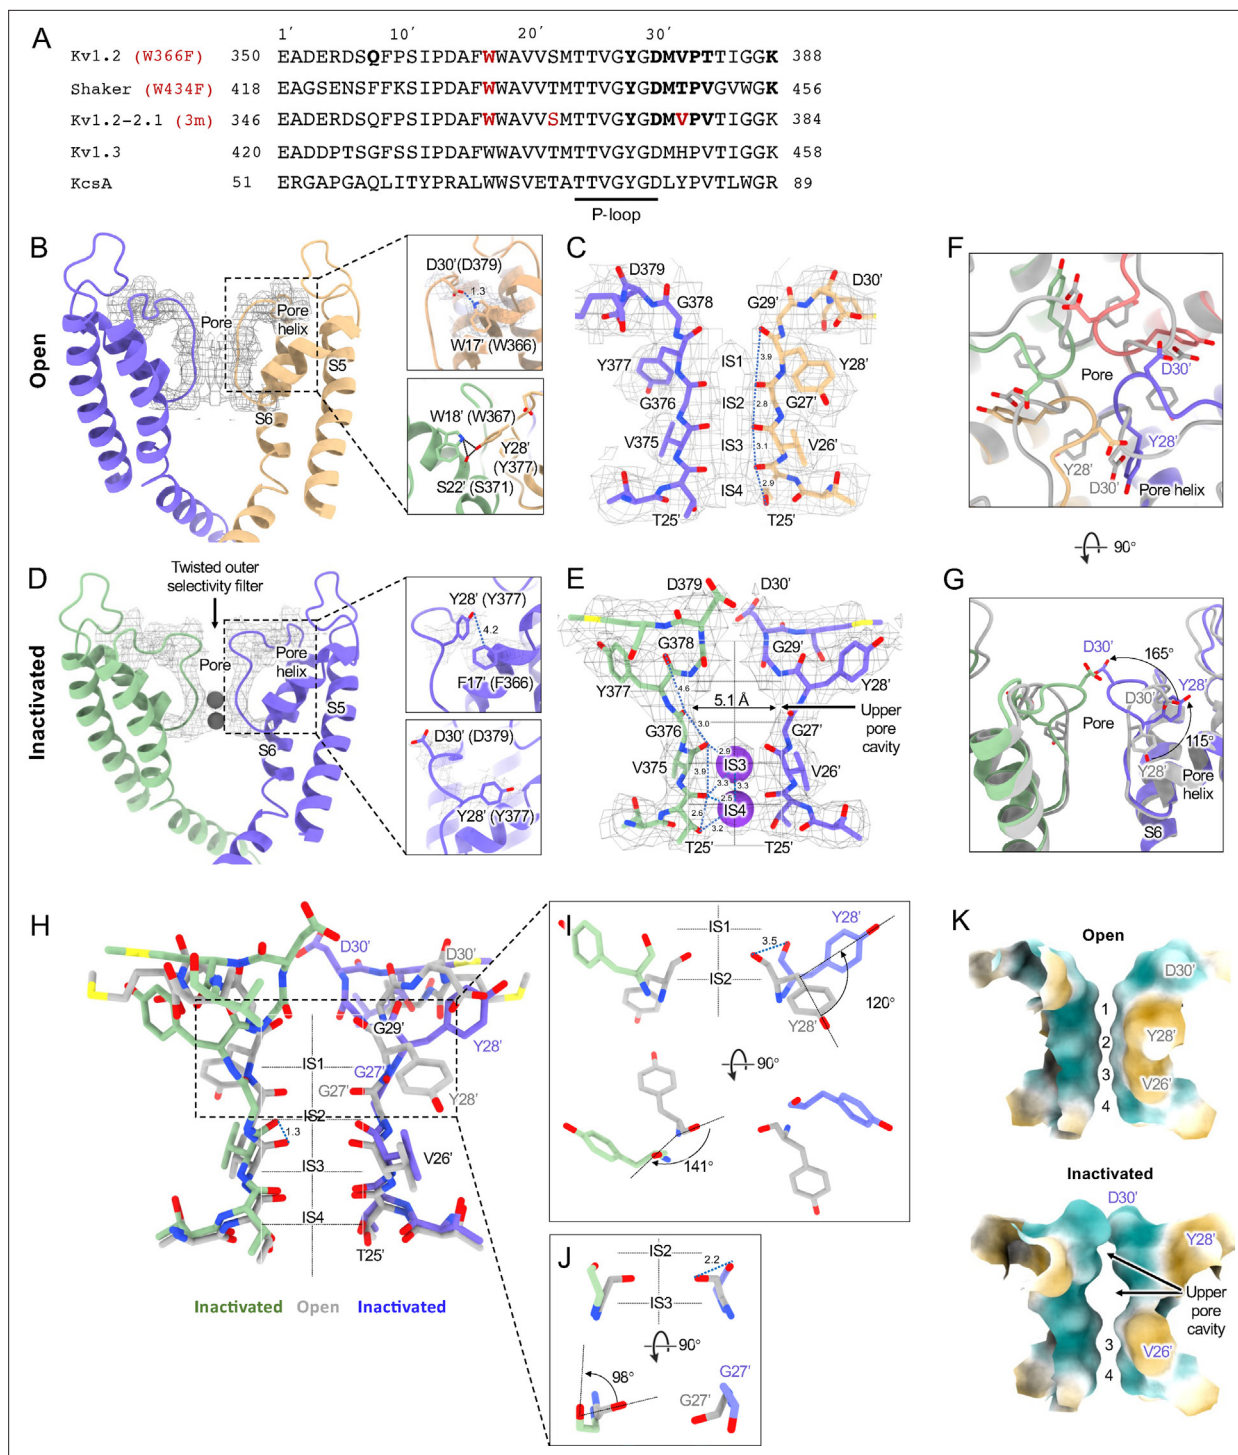 A
1′ 10′ 20′ 30′
Kv1.2 (W366F) 350 EADERDSQFPSIPDAFWWAVVSMTTVGYGDMVPTTIGGK 388
Shaker (W434F) 418 EAGSENSFFKSIPDAFWWAVVTMTTVGYGDMTPVGVWGK 456
Kv1.2-2.1 (3m) 346 EADERDSQFPSIPDAFWWAVVSMTTVGYGDMVPVTIGGK 384
Kv1.3 420 EADDPTSGFSSIPDAFWWAVVTMTTVGYGDMHPVTIGGK 458
KcsA 51 ERGAPGAQLITYPRALWWSVETATTVGYGDLYPVTLWGR 89
P-loop
Open
B
Pore
Pore
helix
S5
S6
D30′(D379)
1.3
W17′ (W366)
W18′ (W367)
Y28′
(Y377)
S22′ (S371)
C
D379
D30′
G378
G29′
Y377
IS1
3.9
Y28′
G376
IS2
2.8
G27′
V375
IS3
3.1
V26′
IS4
2.9
T25′
T25′
F
D30′
Pore
Y28′
Y28′
D30′
Pore helix
90°
Inactivated
D
Twisted outer
selectivity filter
Pore
Pore
helix
S5
S6
Y28′ (Y377)
4.2
F17′ (F366)
D30′ (D379)
Y28′ (Y377)
E
D379
D30′
G378
G29′
Y377
Y28′
4.6
5.1 Å
Upper
pore
cavity
G376
3.0
G27′
V375
2.9
IS3
V26′
3.9
3.3
3.3
2.5
IS4
2.6
3.2
T25′
T25′
G
D30′
165°
D30′
Y28′
Pore
115°
Y28′
Pore
helix
S6
H
D30′
D30′
G29′
Y28′
IS1
G27′
G27′
Y28′
IS2
1.3
IS3
V26′
IS4
T25′
Inactivated Open Inactivated
I
IS1
Y28′
3.5
IS2
Y28′
120°
90°
141°
J
IS2
2.2
IS3
90°
98°
G27′
G27′
K
Open
D30′
1
Y28′
2
3
V26′
4
Inactivated
D30′
Y28′
Upper
pore
cavity
3
V26′
4